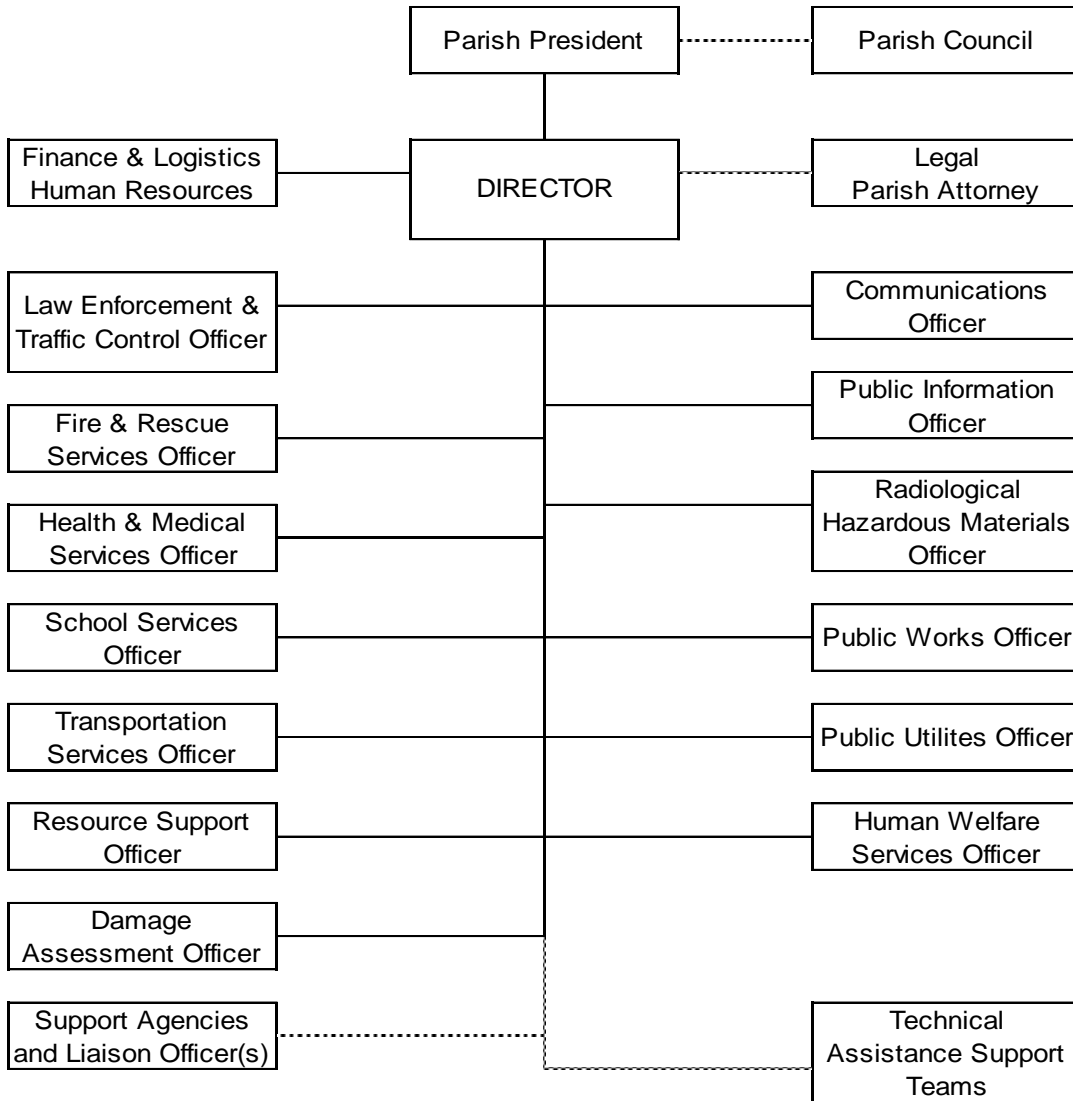 Parish President
Parish Council
Finance & Logistics
Human Resources
DIRECTOR
Legal
Parish Attorney
Law Enforcement &
Traffic Control Officer
Communications
Officer
Fire & Rescue
Services Officer
Public Information
Officer
Health & Medical
Services Officer
Radiological
Hazardous Materials
Officer
School Services
Officer
Public Works Officer
Transportation
Services Officer
Public Utilites Officer
Resource Support
Officer
Human Welfare
Services Officer
Damage
Assessment Officer
Support Agencies
and Liaison Officer(s)
Technical
Assistance Support
Teams